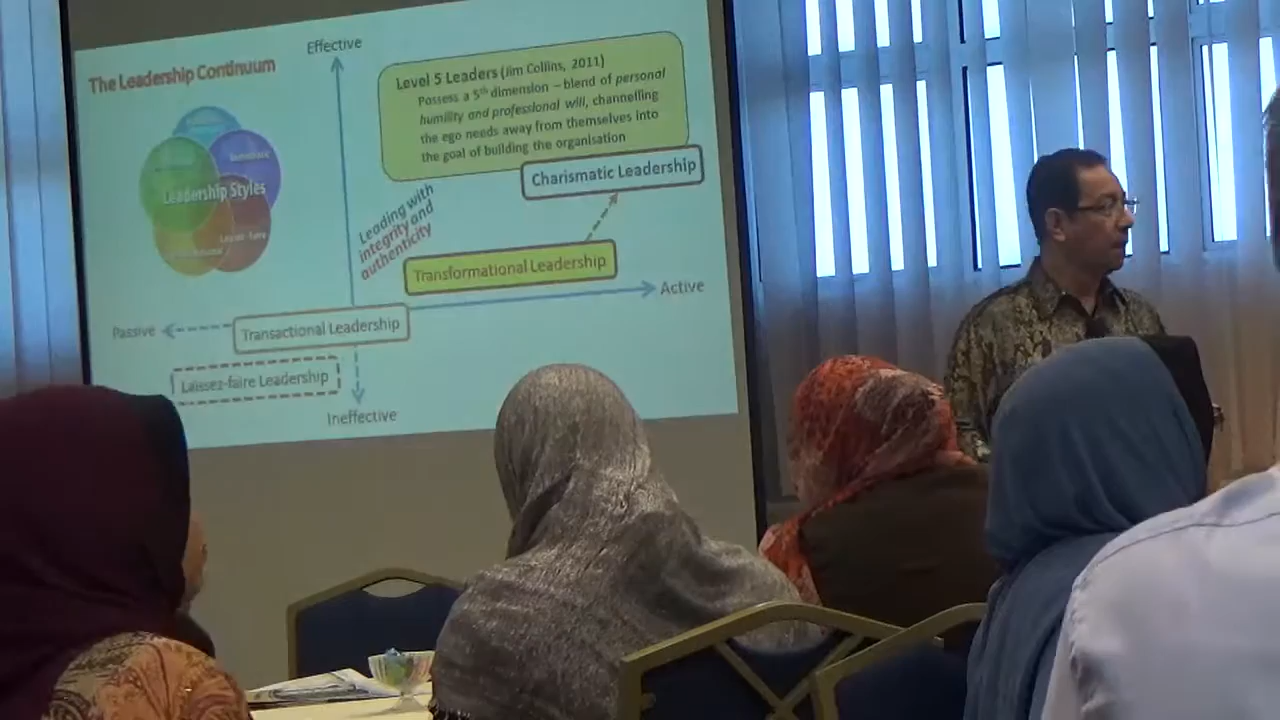 The Leadership Continuum
Effective
Level 5 Leaders (Jim Collins, 2011)
Possess a 5th dimension – blend of personal
humility and professional will, channelling
the ego needs away from themselves into
the goal of building the organisation
Charismatic Leadership
Leadership Styles
Leading with
integrity and
authenticity
Transformational Leadership
Active
Passive
Transactional Leadership
Laissez-faire Leadership
Ineffective